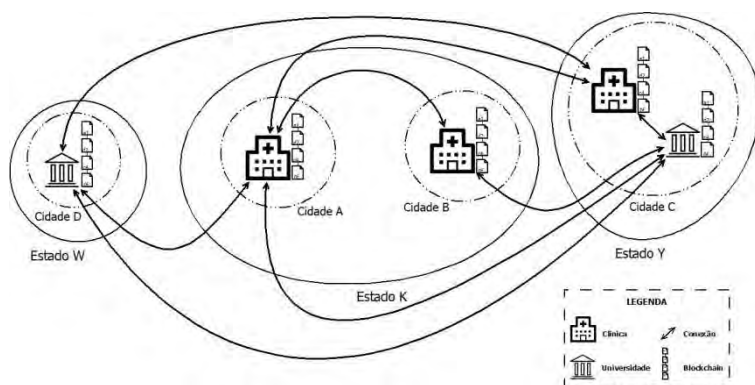 Cidade D
Estado W
Cidade A
Cidade B
Estado K
Cidade C
Estado Y
LEGENDA
Clínica
Conexão
Universidade
Blockchain